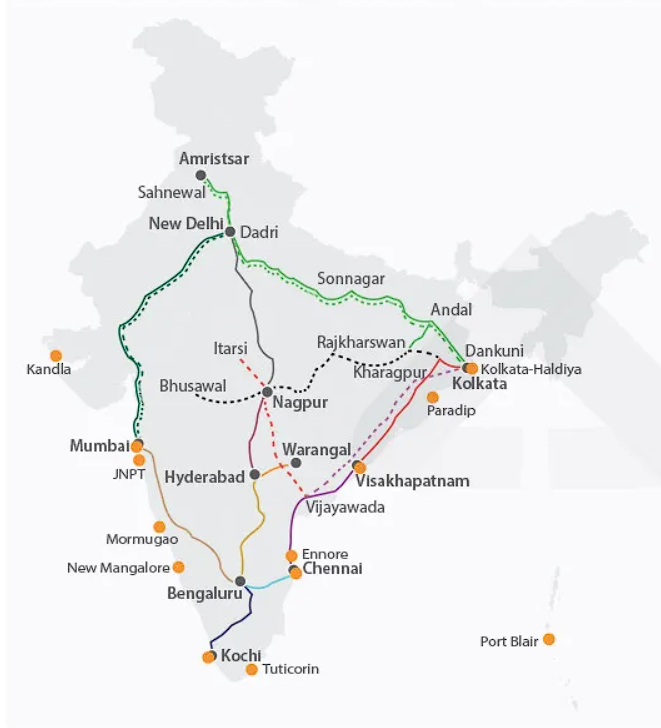 Amristsar
Sahnewal
New Delhi
Dadri
Sonnagar
Andal
Itarsi
Rajkharswan
Dankuni
Kandla
Kolkata-Haldiya
Bhusawal
Kharagpur
Kolkata
Nagpur
Paradip
Mumbai
Warangal
JNPT
Hyderabad
Visakhapatnam
Vijayawada
Mormugao
Ennore
New Mangalore
Chennai
Bengaluru
Port Blair
Kochi
Tuticorin